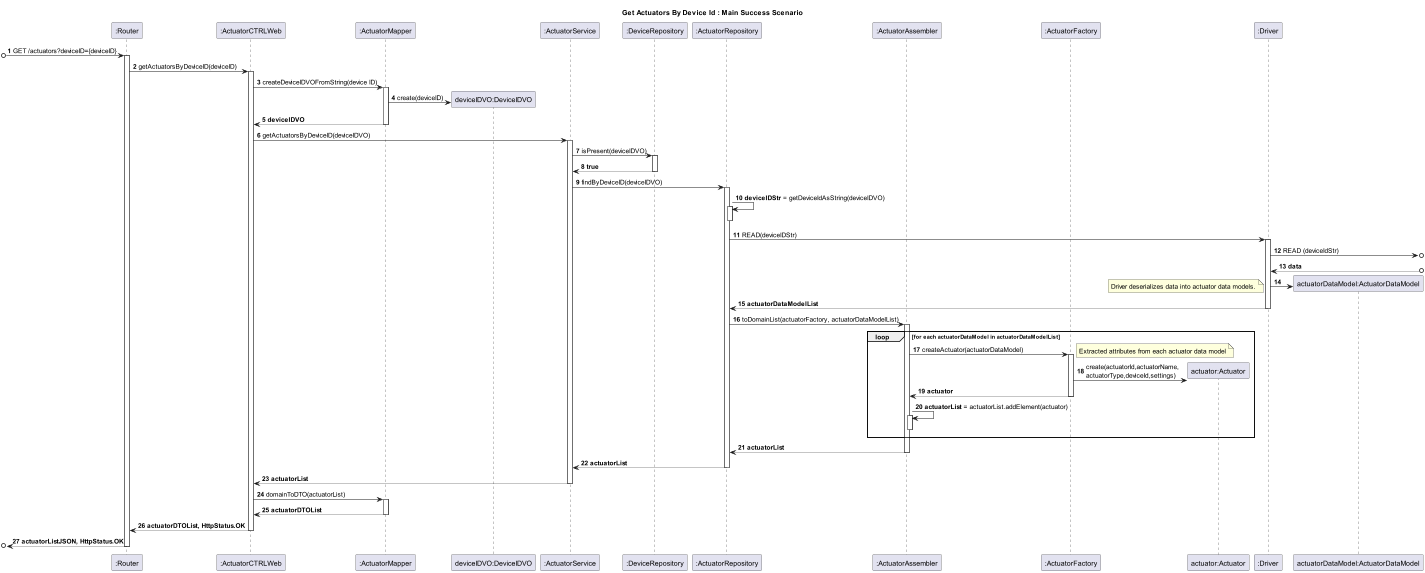 Get Actuators By Device Id : Main Success Scenario
:Router
:ActuatorCTRLWeb
:ActuatorMapper
:ActuatorService
:DeviceRepository
:ActuatorRepository
:ActuatorAssembler
:ActuatorFactory
:Driver
1 GET /actuators?deviceID={deviceID}
2 getActuatorsByDeviceID(deviceID)
3 createDeviceIDVOFromString(device ID)
4 create(deviceID)
deviceIDVO:DeviceIDVO
5 deviceIDVO
6 getActuatorsByDeviceID(deviceIDVO)
7 isPresent(deviceIDVO)
8 true
9 findByDeviceID(deviceIDVO)
10 deviceIDStr = getDeviceIdAsString(deviceIDVO)
11 READ(deviceIDStr)
12 READ (deviceIdStr)
13 data
Driver deserializes data into actuator data models.
14
actuatorDataModel:ActuatorDataModel
15 actuatorDataModelList
16 toDomainList(actuatorFactory, actuatorDataModelList)
loop
[for each actuatorDataModel in actuatorDataModelList]
17 createActuator(actuatorDataModel)
Extracted attributes from each actuator data model
18 create(actuatorId,actuatorName,
actuatorType,deviceId,settings)
actuator:Actuator
19 actuator
20 actuatorList = actuatorList.addElement(actuator)
21 actuatorList
22 actuatorList
23 actuatorList
24 domainToDTO(actuatorList)
25 actuatorDTOList
26 actuatorDTOList, HttpStatus.OK
27 actuatorListJSON, HttpStatus.OK
:Router
:ActuatorCTRLWeb
:ActuatorMapper
deviceIDVO:DeviceIDVO
:ActuatorService
:DeviceRepository
:ActuatorRepository
:ActuatorAssembler
:ActuatorFactory
actuator:Actuator
:Driver
actuatorDataModel:ActuatorDataModel